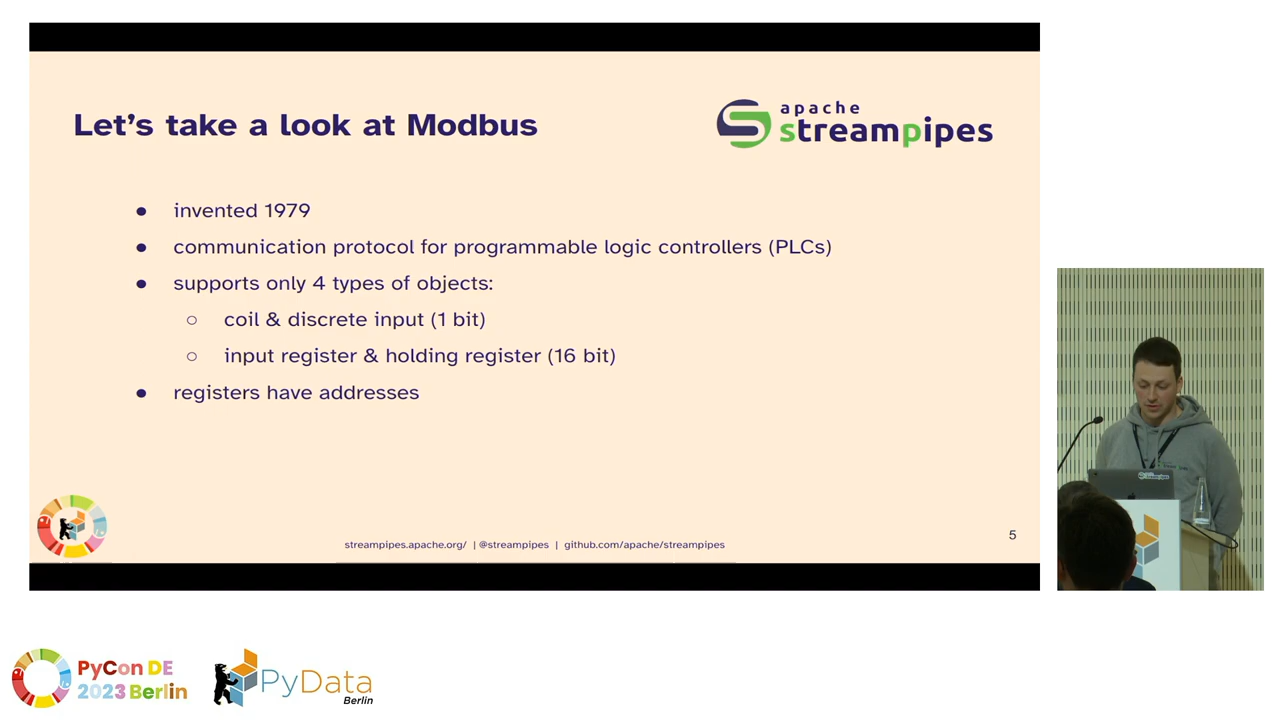 Let's take a look at Modbus
apache
streampipes
● invented 1979
● communication protocol for programmable logic controllers (PLCs)
● supports only 4 types of objects:
○ coil & discrete input (1 bit)
○ input register & holding register (16 bit)
● registers have addresses
streampipes.apache.org/ | @streampipes | github.com/apache/streampipes
5
PyCon DE
2023 Berlin
PyData
Berlin